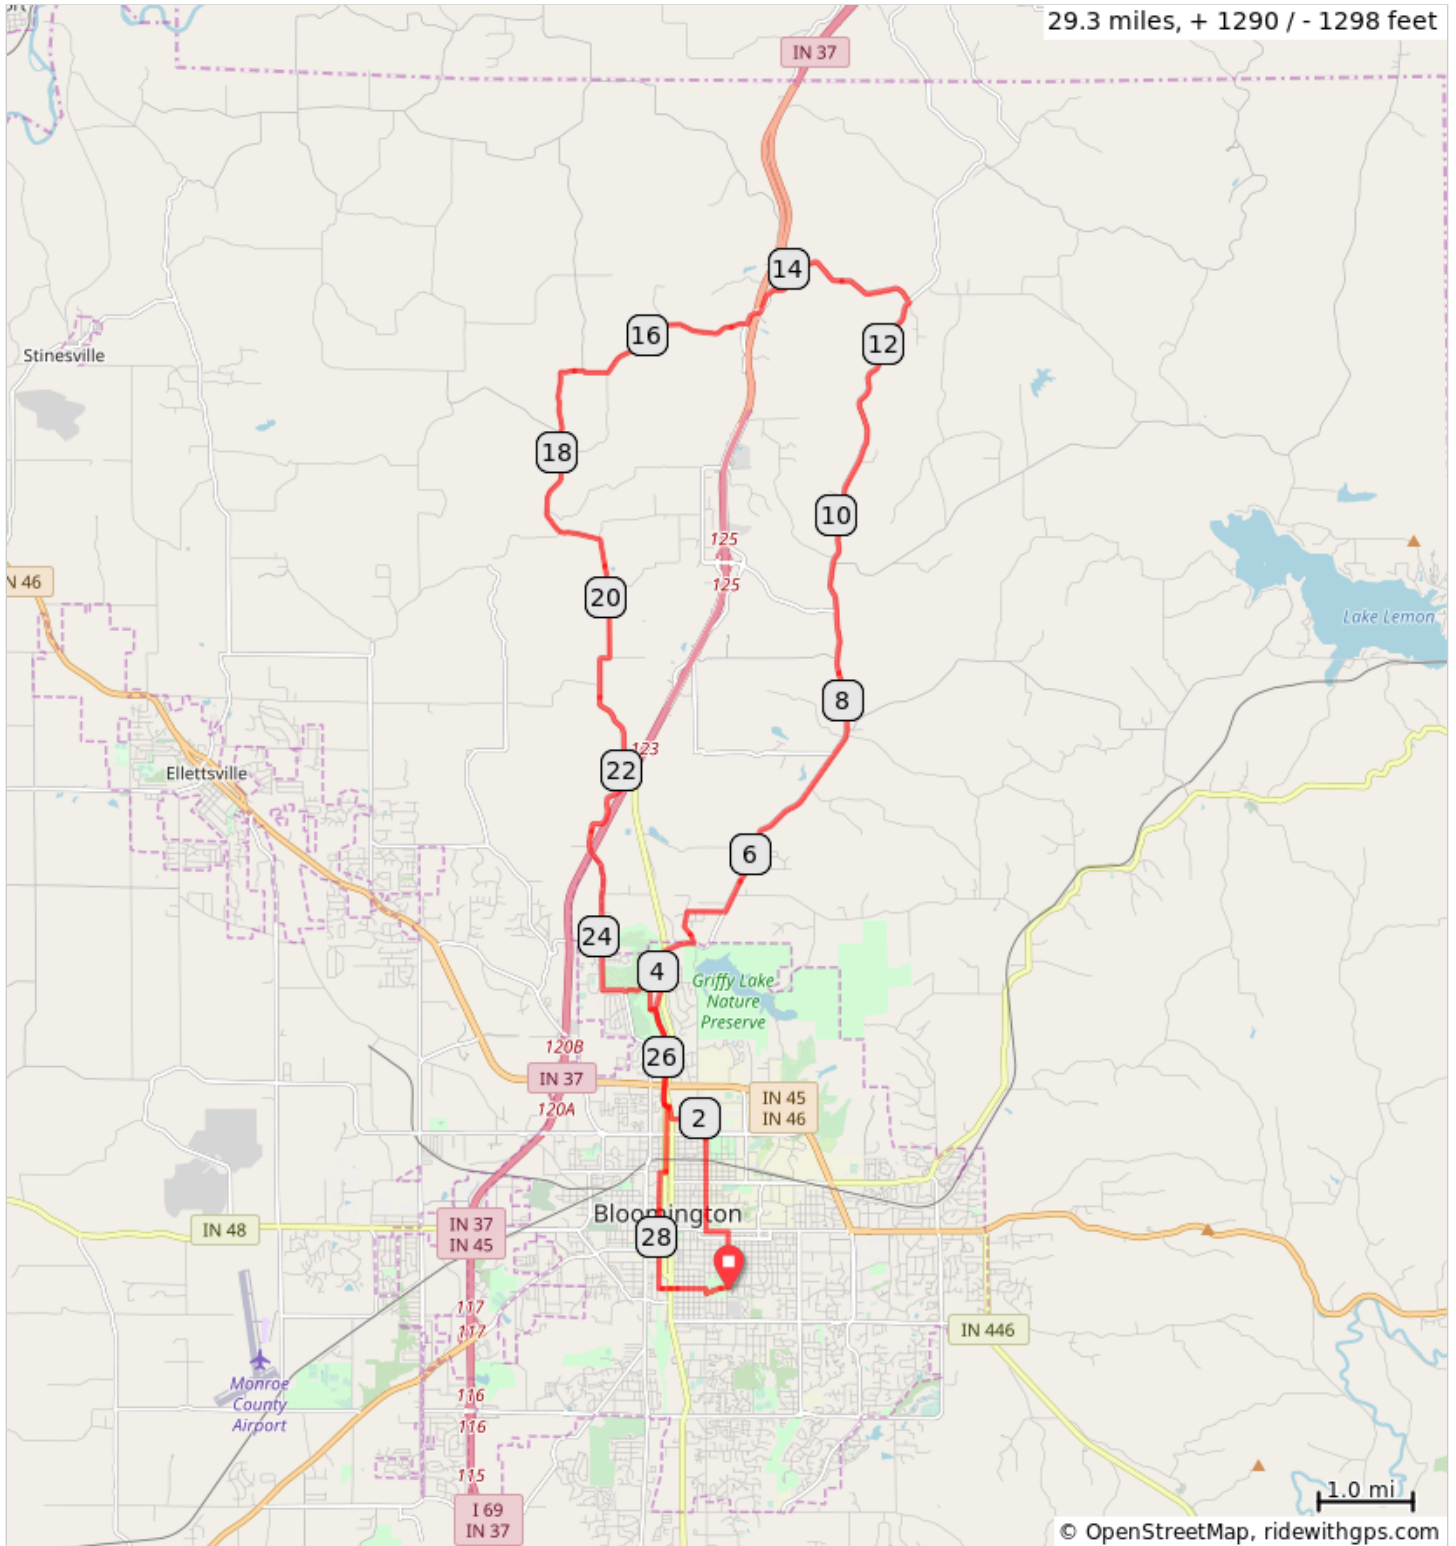 29.3 miles, + 1290 / - 1298 feet
IN 37
14
16
12
Stinesville
18
10
125
125
N 46
20
Lake Lemon
8
123
22
Ellettsville
6
24
4
Griffy Lake
Nature
Preserve
120B
26
IN 37
IN 45
IN 46
120A
2
Bloomington
IN 48
IN 37
IN 45
28
117
117
IN 446
Monroe
County
Airport
116
116
115
1.0 mi
I 69
IN 37
© OpenStreetMap, ridewithgps.com